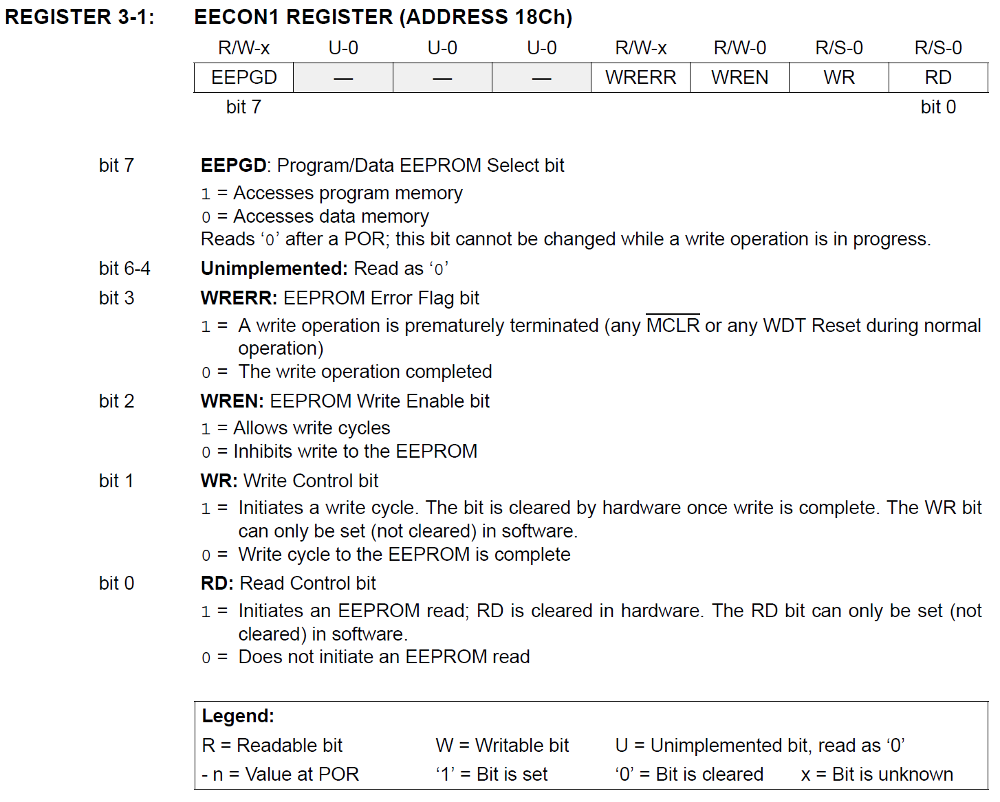 REGISTER 3-1: EECON1 REGISTER (ADDRESS 18Ch)
R/W-x U-0 U-0 U-0 R/W-x R/W-0 R/S-0 R/S-0
EEPGD — — — WRERR WREN WR RD
bit 7 bit 0
bit 7 EEPGD: Program/Data EEPROM Select bit
1 = Accesses program memory
0 = Accesses data memory
Reads ‘0’ after a POR; this bit cannot be changed while a write operation is in progress.
bit 6-4 Unimplemented: Read as ‘0’
bit 3 WRERR: EEPROM Error Flag bit
1 = A write operation is prematurely terminated (any MCLR or any WDT Reset during normal
operation)
0 = The write operation completed
bit 2 WREN: EEPROM Write Enable bit
1 = Allows write cycles
0 = Inhibits write to the EEPROM
bit 1 WR: Write Control bit
1 = Initiates a write cycle. The bit is cleared by hardware once write is complete. The WR bit
can only be set (not cleared) in software.
0 = Write cycle to the EEPROM is complete
bit 0 RD: Read Control bit
1 = Initiates an EEPROM read; RD is cleared in hardware. The RD bit can only be set (not
cleared) in software.
0 = Does not initiate an EEPROM read
Legend:
R = Readable bit W = Writable bit U = Unimplemented bit, read as ‘0’
- n = Value at POR ‘1’ = Bit is set ‘0’ = Bit is cleared x = Bit is unknown